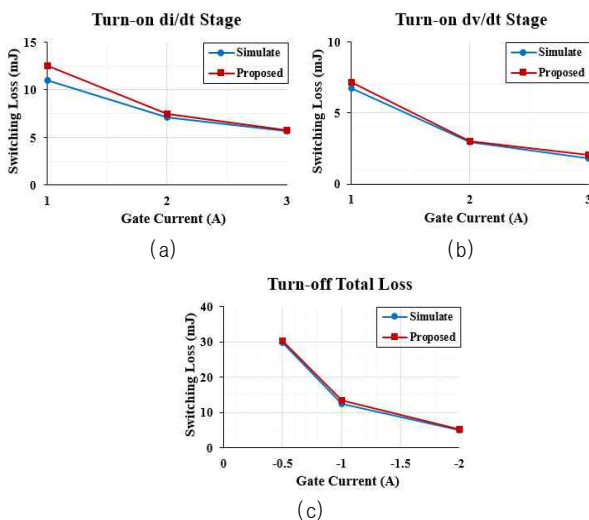 Turn-on di/dt Stage
Switching Loss (mJ)
15
10
5
0
Simulate
Proposed
1
2
3
Gate Current (A)
(a)
Turn-on dv/dt Stage
Switching Loss (mJ)
10
5
0
Simulate
Proposed
1
2
3
Gate Current (A)
(b)
Turn-off Total Loss
Switching Loss (mJ)
40
30
20
10
0
Simulate
Proposed
0
-0.5
-1
-1.5
-2
Gate Current (A)
(c)